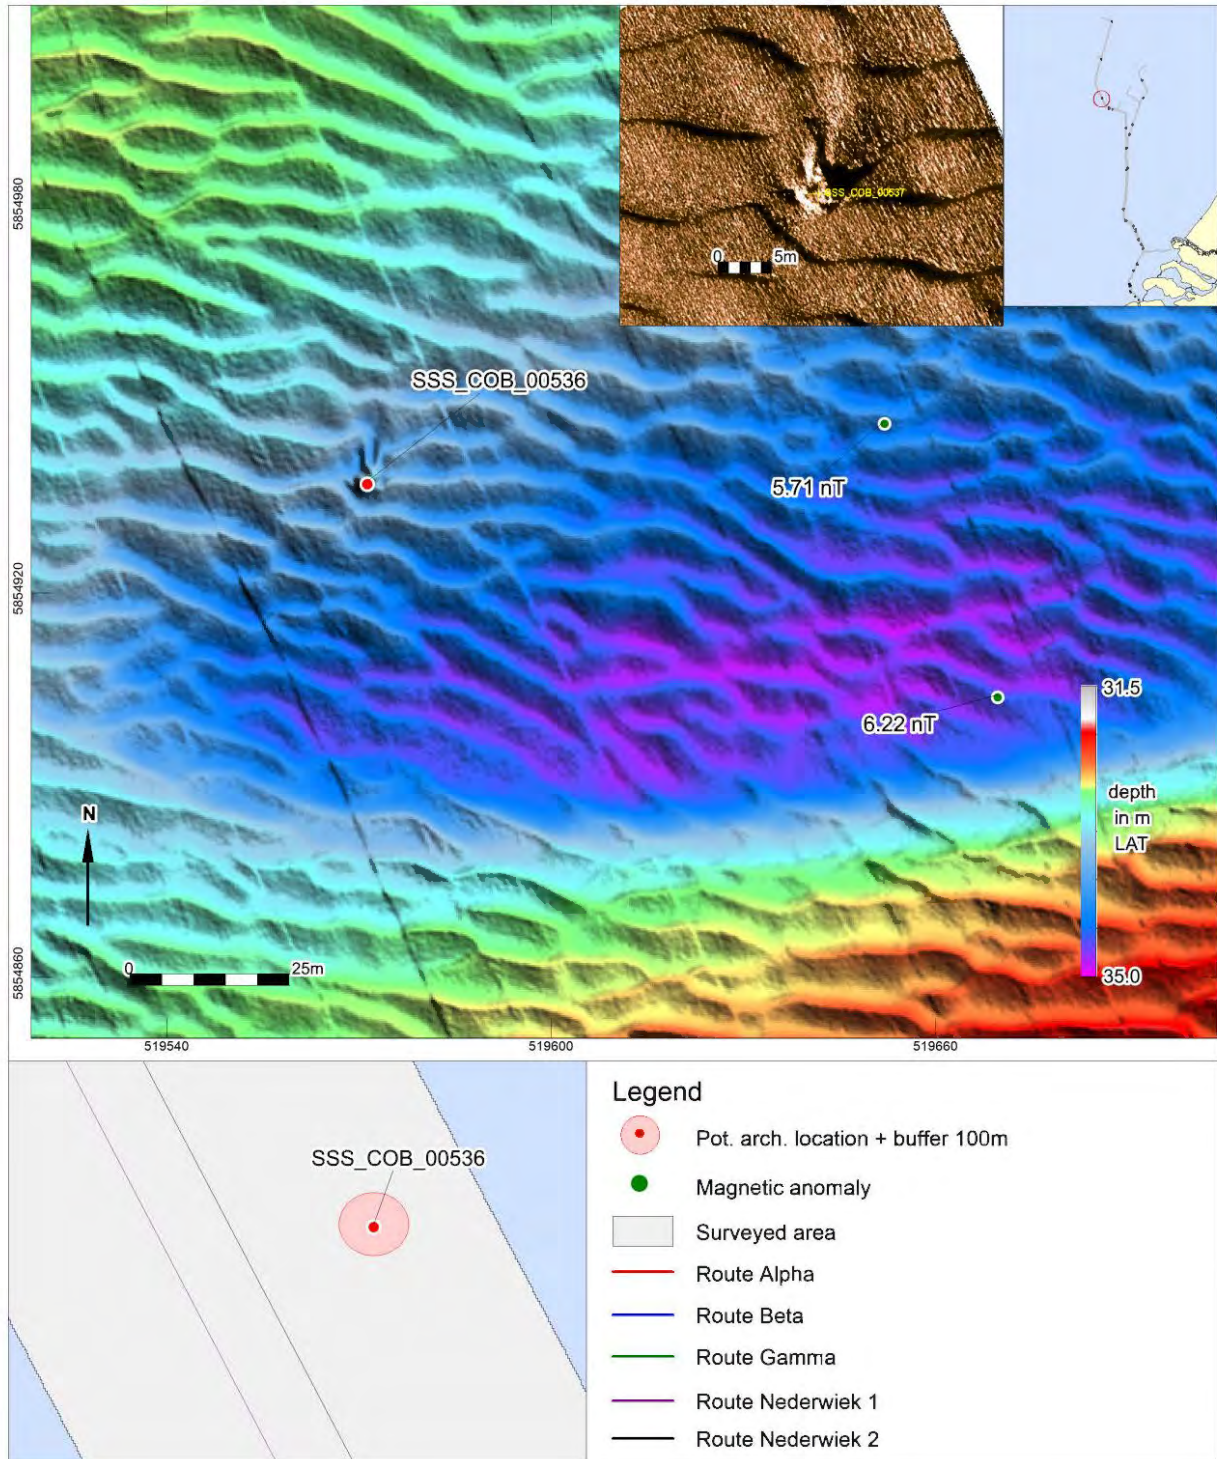 5854980
5854920
5854860
SSS_COB_00537
0 5m
SSS_COB_00536
5.71 nT
6.22 nT
31.5
depth
in m
LAT
35.0
N
0 25m
519540 519600 519660
SSS_COB_00536
Legend
Pot. arch. location + buffer 100m
Magnetic anomaly
Surveyed area
Route Alpha
Route Beta
Route Gamma
Route Nederwiek 1
Route Nederwiek 2